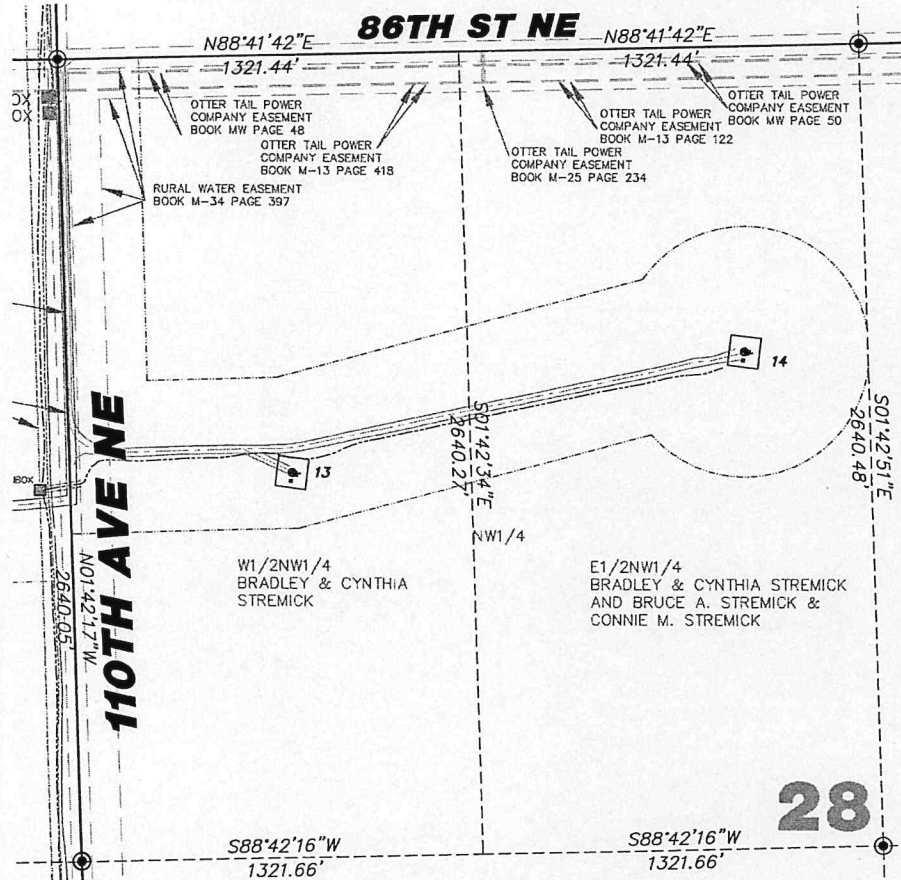 86TH ST NE
N88°41'42"E
1321.44'
N88°41'42"E
1321.44'
OTTER TAIL POWER
COMPANY EASEMENT
BOOK MW PAGE 48
OTTER TAIL POWER
COMPANY EASEMENT
BOOK M-13 PAGE 418
OTTER TAIL POWER
COMPANY EASEMENT
BOOK M-25 PAGE 234
OTTER TAIL POWER
COMPANY EASEMENT
BOOK M-13 PAGE 122
OTTER TAIL POWER
COMPANY EASEMENT
BOOK MW PAGE 50
RURAL WATER EASEMENT
BOOK M-34 PAGE 397
14
13
S01°42'34"E
2640.27'
S01°42'51"E
2640.48'
BOX
110TH AVE NE
N01°42'17"W
2640.05'
NW1/4
W1/2NW1/4
BRADLEY & CYNTHIA
STREMICK
E1/2NW1/4
BRADLEY & CYNTHIA STREMICK
AND BRUCE A. STREMICK &
CONNIE M. STREMICK
28
S88°42'16"W
1321.66'
S88°42'16"W
1321.66'